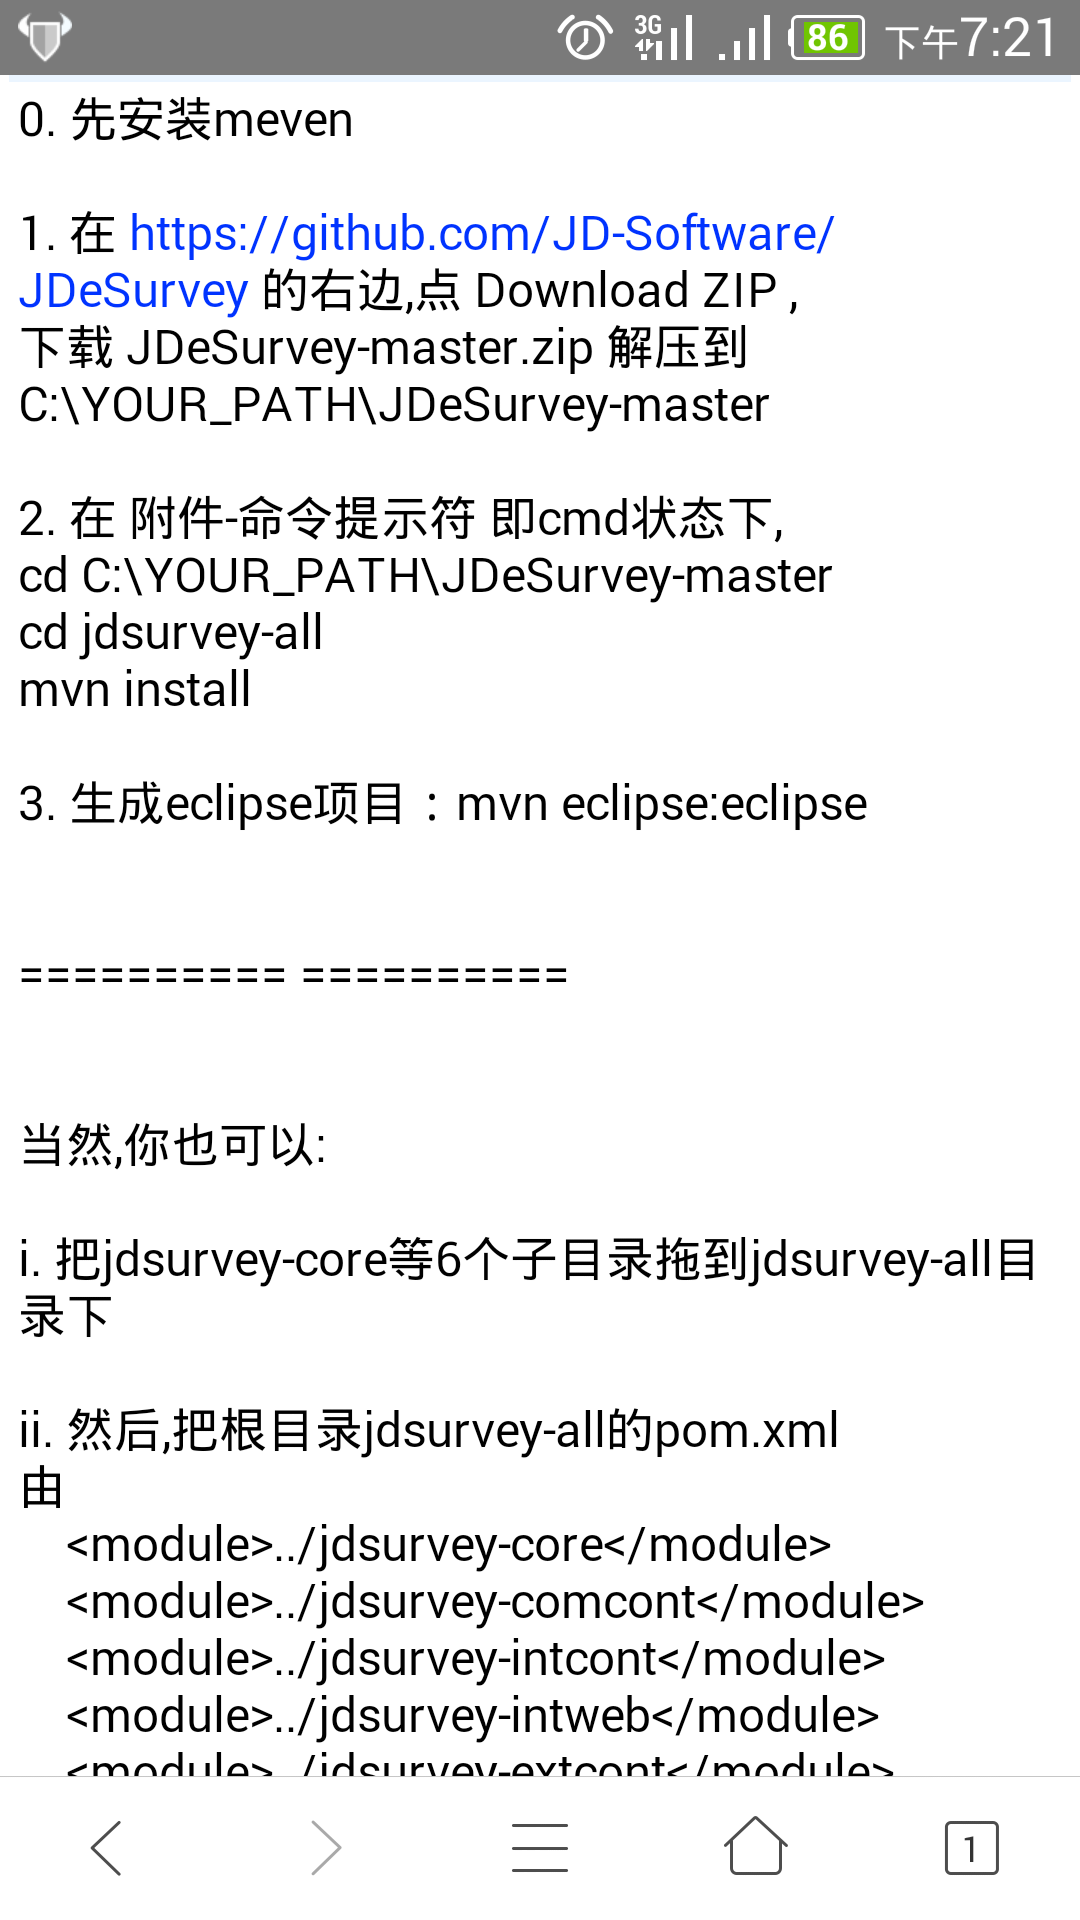 3G 86 下午7:21
0. 先安装meven
1. 在 https://github.com/JD-Software/
JDeSurvey 的右边,点 Download ZIP ,
下载 JDeSurvey-master.zip 解压到
C:\YOUR_PATH\JDeSurvey-master
2. 在 附件-命令提示符 即cmd状态下,
cd C:\YOUR_PATH\JDeSurvey-master
cd jdsurvey-all
mvn install
3. 生成eclipse项目：mvn eclipse:eclipse
========== ==========
当然,你也可以:
i. 把jdsurvey-core等6个子目录拖到jdsurvey-all目
录下
ii. 然后,把根目录jdsurvey-all的pom.xml
由
<module>../jdsurvey-core</module>
<module>../jdsurvey-comcont</module>
<module>../jdsurvey-intcont</module>
<module>../jdsurvey-intweb</module>
<module>../jdsurvey-extcont</module>
1